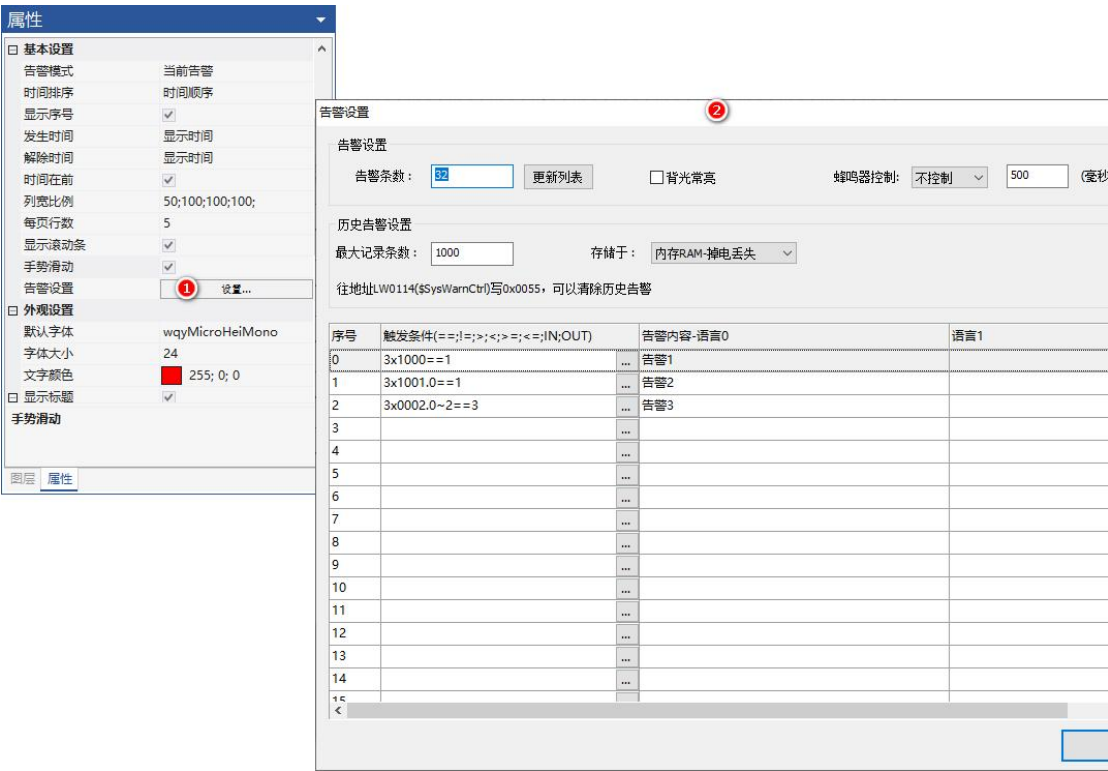 属性
基本设置
告警模式 当前告警
时间排序 时间顺序
显示序号
发生时间 显示时间
解除时间 显示时间
时间在前
列宽比例 50;100;100;100;
每页行数 5
显示滚动条
手势滑动
告警设置 1 设置...
外观设置
默认字体 wqyMicroHeiMono
字体大小 24
文字颜色 255; 0; 0
显示标题
手势滑动
图层 属性
告警设置 2
告警设置
告警条数： 32 更新列表 背光常亮 蜂鸣器控制: 不控制 500 (毫秒
历史告警设置
最大记录条数： 1000 存储于： 内存RAM-掉电丢失
往地址LW0114($SysWarnCtrl)写0x0055，可以清除历史告警
序号 触发条件(==;!=;>;<;>=;<=;IN;OUT) 告警内容-语言0 语言1
0 3x1000==1 ... 告警1
1 3x1001.0==1 ... 告警2
2 3x0002.0~2==3 ... 告警3
3 ...
4 ...
5 ...
6 ...
7 ...
8 ...
9 ...
10 ...
11 ...
12 ...
13 ...
14 ...
15